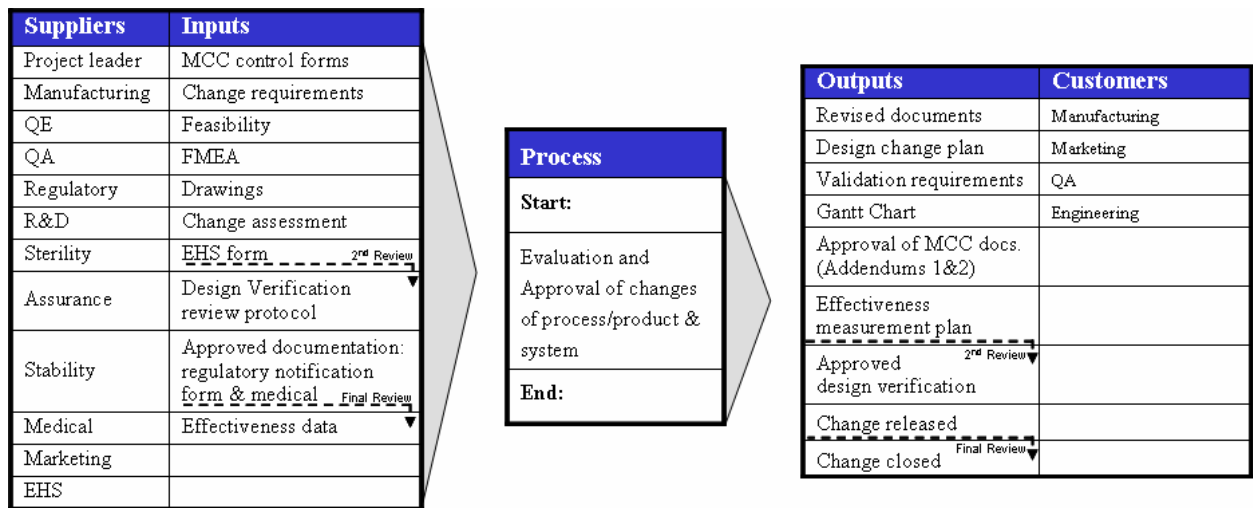 Suppliers Inputs
Project leader MCC control forms
Manufacturing Change requirements
QE Feasibility
QA FMEA
Regulatory Drawings
R&D Change assessment
Sterility EHS form 2nd Review
Assurance Design Verification
review protocol
Stability Approved documentation:
regulatory notification
form & medical Final Review
Medical Effectiveness data
Marketing
EHS
Process
Start:
Evaluation and
Approval of changes
of process/product &
system
End:
Outputs Customers
Revised documents Manufacturing
Design change plan Marketing
Validation requirements QA
Gantt Chart Engineering
Approval of MCC docs.
(Addendums 1&2)
Effectiveness
measurement plan
2nd Review
Approved
design verification
Change released
Final Review
Change closed